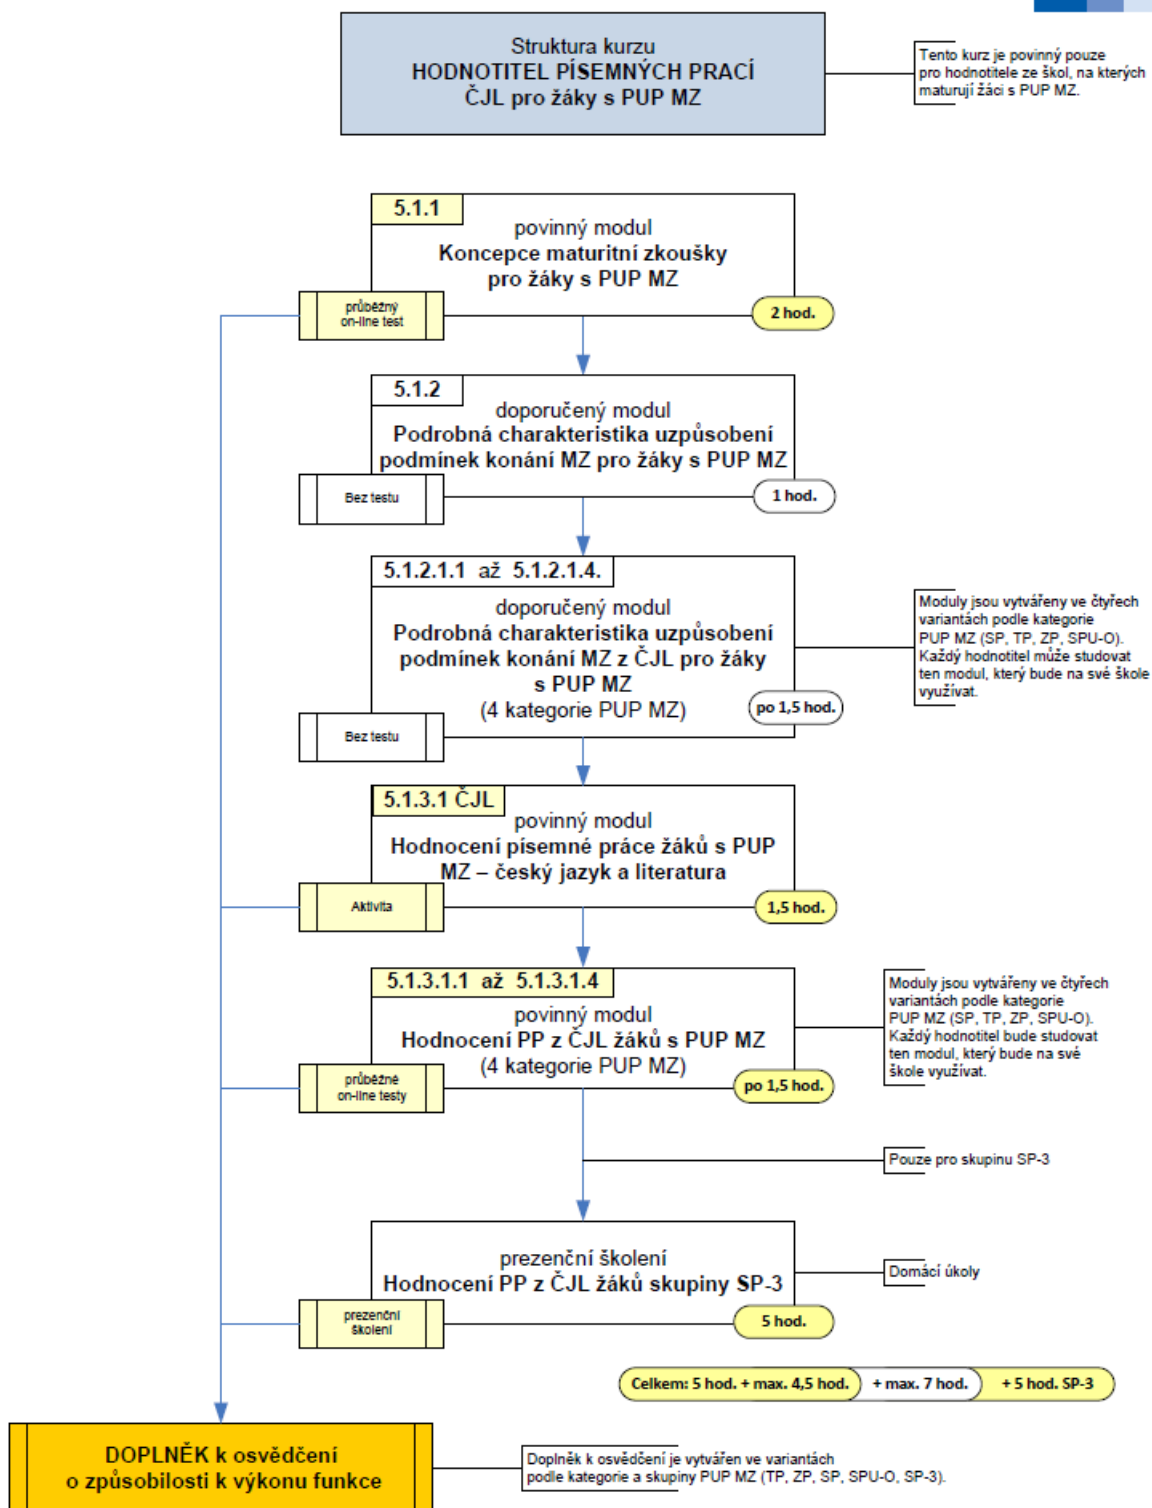 Struktura kurzu
HODNOTITEL PÍSEMNÝCH PRACÍ
ČJL pro žáky s PUP MZ
Tento kurz je povinný pouze
pro hodnotitele ze škol, na kterých
maturují žáci s PUP MZ.
5.1.1
povinný modul
Koncepce maturitní zkoušky
pro žáky s PUP MZ
průběžný
on-line test
2 hod.
5.1.2
doporučený modul
Podrobná charakteristika uzpůsobení
podmínek konání MZ pro žáky s PUP MZ
Bez testu
1 hod.
5.1.2.1.1 až 5.1.2.1.4.
doporučený modul
Podrobná charakteristika uzpůsobení
podmínek konání MZ z ČJL pro žáky
s PUP MZ
(4 kategorie PUP MZ)
Bez testu
po 1,5 hod.
Moduly jsou vytvářeny ve čtyřech
variantách podle kategorie
PUP MZ (SP, TP, ZP, SPU-O).
Každý hodnotitel může studovat
ten modul, který bude na své škole
využívat.
5.1.3.1 ČJL
povinný modul
Hodnocení písemné práce žáků s PUP
MZ – český jazyk a literatura
Aktivita
1,5 hod.
5.1.3.1.1 až 5.1.3.1.4
povinný modul
Hodnocení PP z ČJL žáků s PUP MZ
(4 kategorie PUP MZ)
průběžné
on-line testy
po 1,5 hod.
Moduly jsou vytvářeny ve čtyřech
variantách podle kategorie
PUP MZ (SP, TP, ZP, SPU-O).
Každý hodnotitel bude studovat
ten modul, který bude na své
škole využívat.
Pouze pro skupinu SP-3
prezenční školení
Hodnocení PP z ČJL žáků skupiny SP-3
prezenční
školení
5 hod.
Domácí úkoly
Celkem: 5 hod. + max. 4,5 hod. + max. 7 hod. + 5 hod. SP-3
DOPLNĚK k osvědčení
o způsobilosti k výkonu funkce
Doplněk k osvědčení je vytvářen ve variantách
podle kategorie a skupiny PUP MZ (TP, ZP, SP, SPU-O, SP-3).